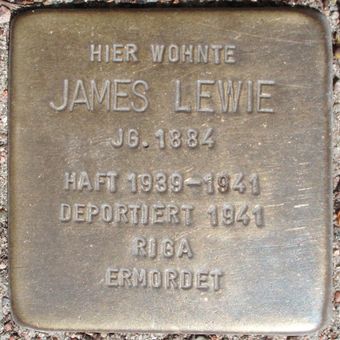 HIER WOHNTE
JAMES LEWIE
JG. 1884
HAFT 1939-1941
DEPORTIERT 1941
RIGA
ERMORDET